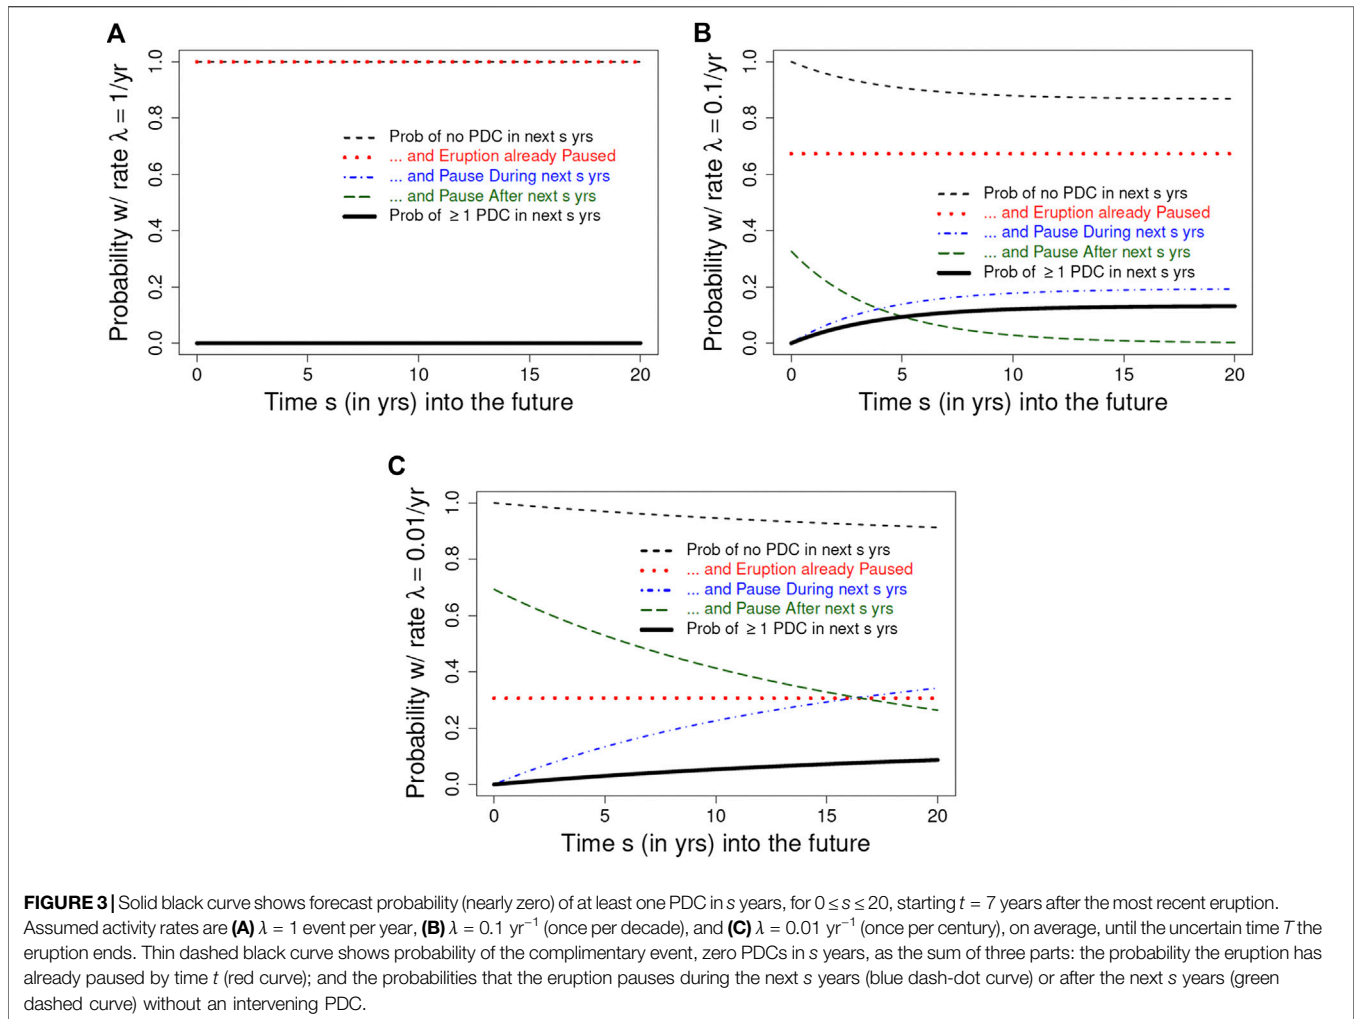 A
Probability w/ rate λ = 1/yr
1.0
0.8
0.6
0.4
0.2
0.0
Prob of no PDC in next s yrs
... and Eruption already Paused
... and Pause During next s yrs
... and Pause After next s yrs
Prob of ≥ 1 PDC in next s yrs
0 5 10 15 20
Time s (in yrs) into the future
B
Probability w/ rate λ = 0.1/yr
1.0
0.8
0.6
0.4
0.2
0.0
Prob of no PDC in next s yrs
... and Eruption already Paused
... and Pause During next s yrs
... and Pause After next s yrs
Prob of ≥ 1 PDC in next s yrs
0 5 10 15 20
Time s (in yrs) into the future
C
Probability w/ rate λ = 0.01/yr
1.0
0.8
0.6
0.4
0.2
0.0
Prob of no PDC in next s yrs
... and Eruption already Paused
... and Pause During next s yrs
... and Pause After next s yrs
Prob of ≥ 1 PDC in next s yrs
0 5 10 15 20
Time s (in yrs) into the future
FIGURE 3 | Solid black curve shows forecast probability (nearly zero) of at least one PDC in s years, for 0 ≤ s ≤ 20, starting t = 7 years after the most recent eruption.
Assumed activity rates are (A) λ = 1 event per year, (B) λ = 0.1 yr⁻¹ (once per decade), and (C) λ = 0.01 yr⁻¹ (once per century), on average, until the uncertain time T the
eruption ends. Thin dashed black curve shows probability of the complimentary event, zero PDCs in s years, as the sum of three parts: the probability the eruption has
already paused by time t (red curve); and the probabilities that the eruption pauses during the next s years (blue dash-dot curve) or after the next s years (green
dashed curve) without an intervening PDC.